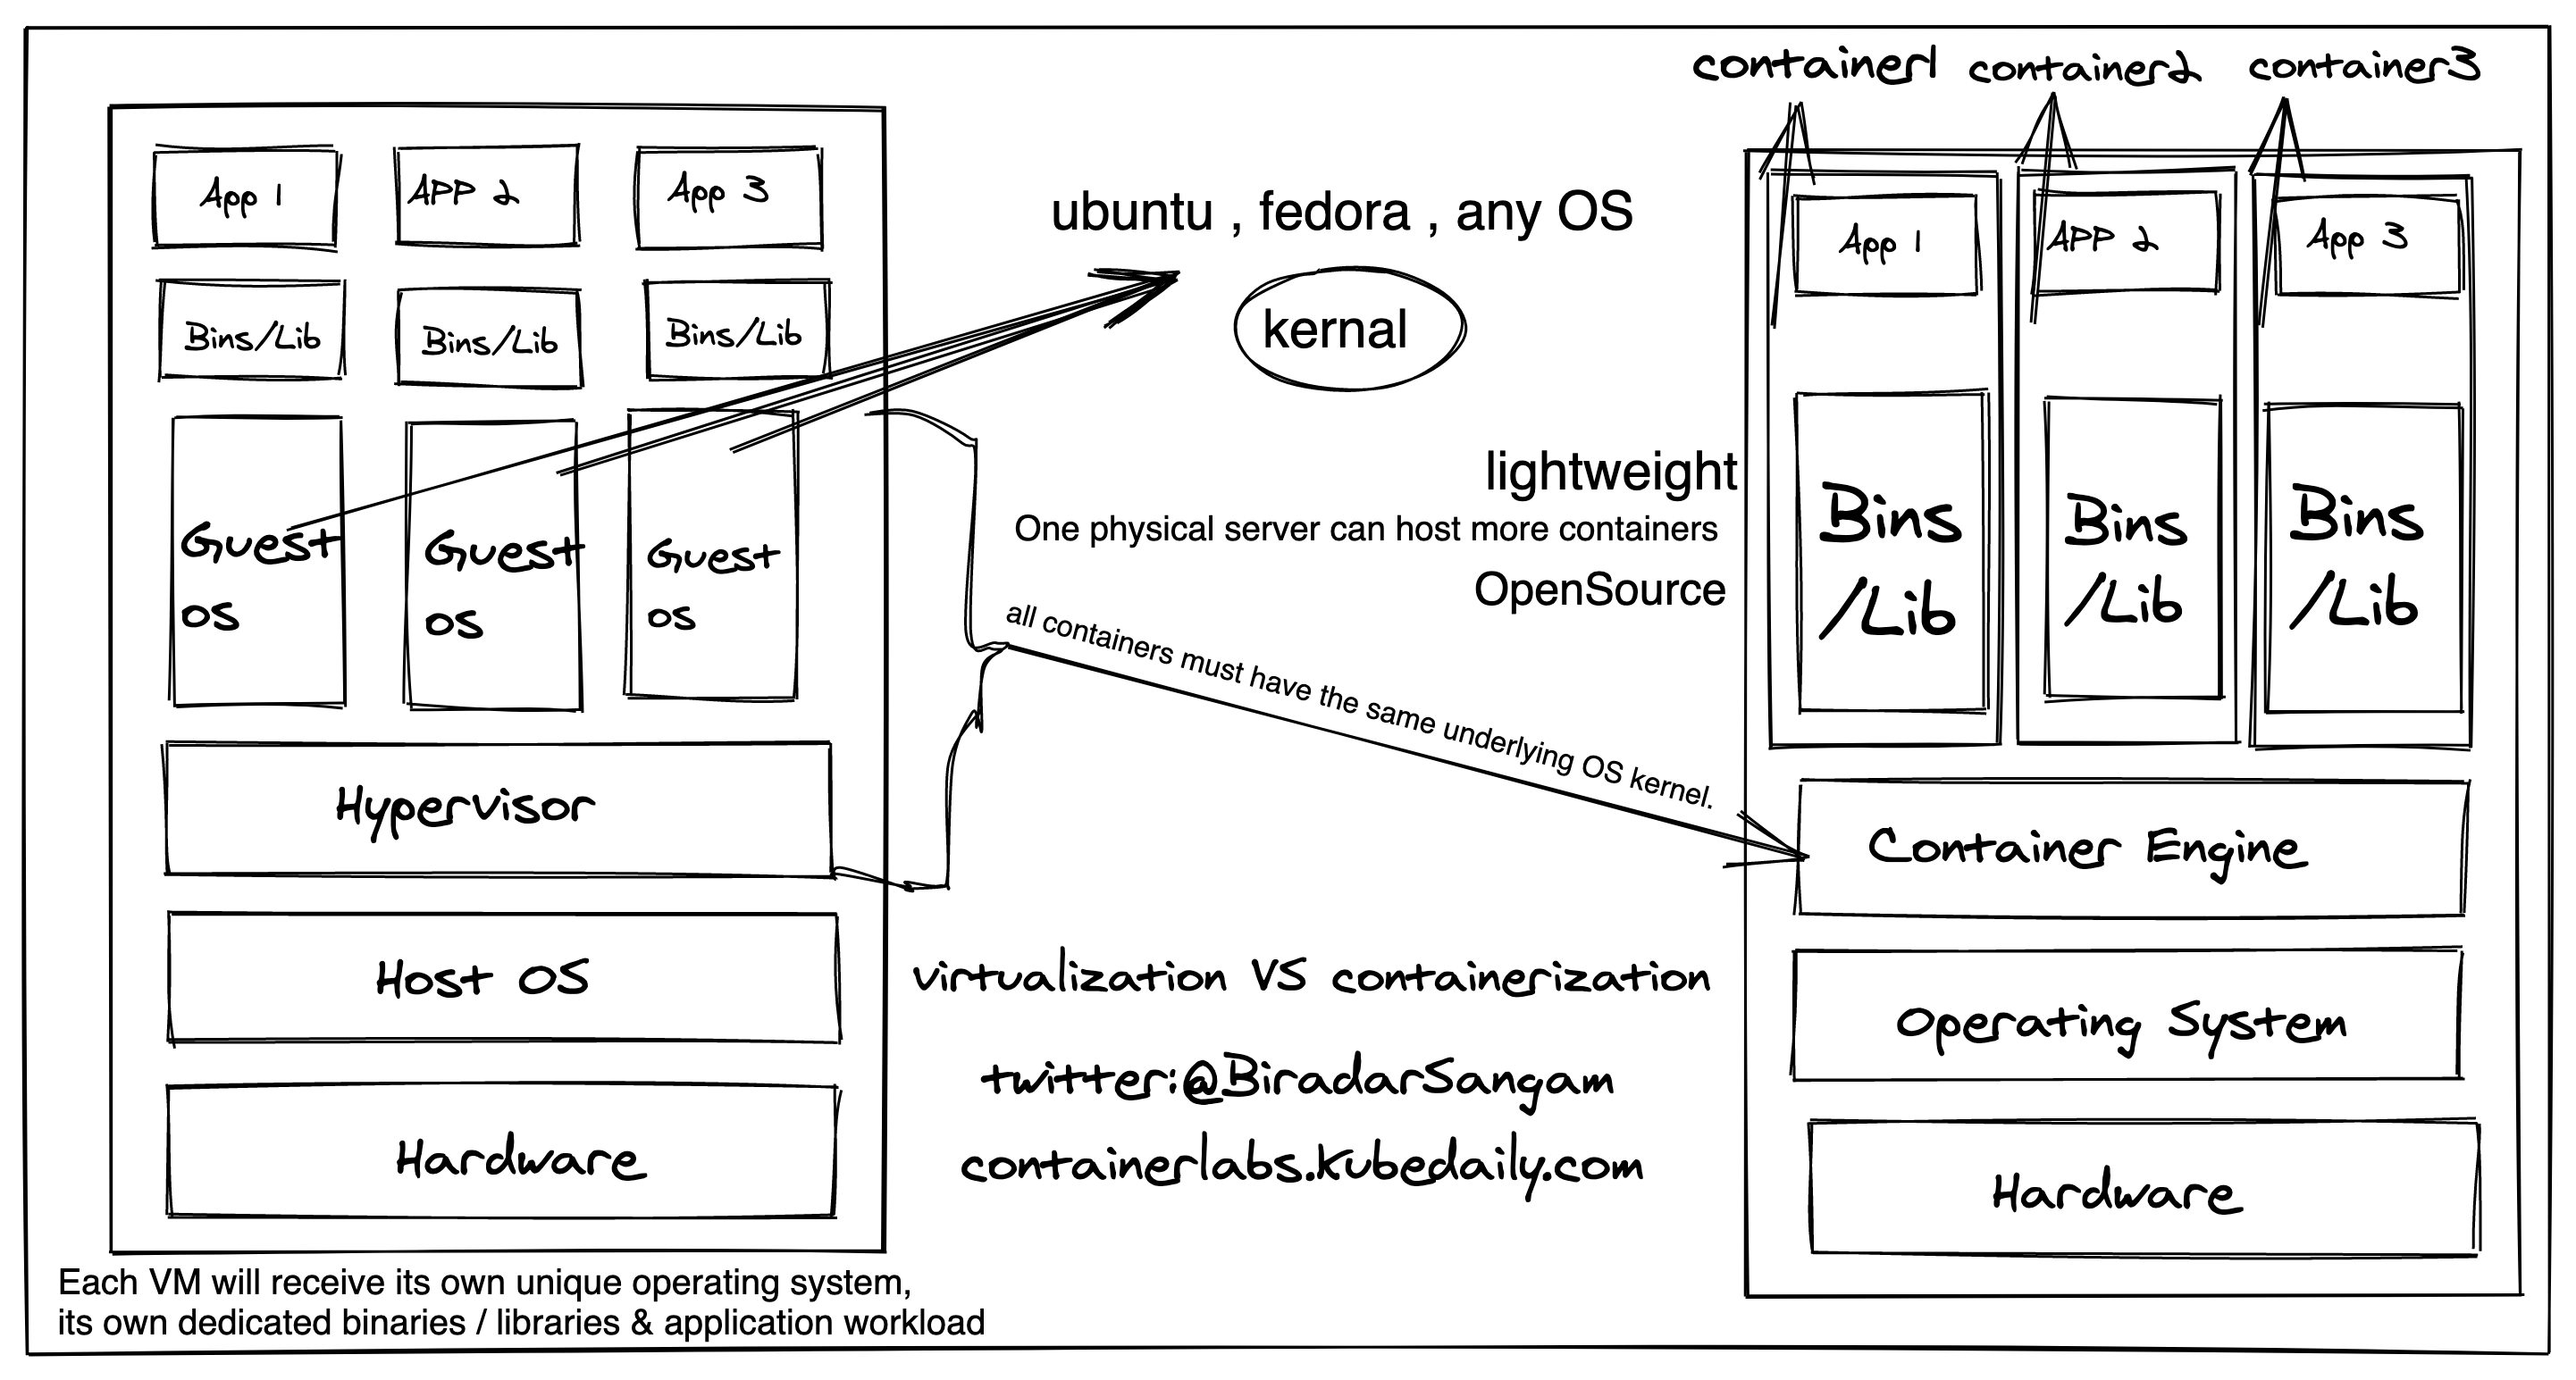 container1 container2 container3
App 1 APP 2 App 3
Bins/Lib Bins/Lib Bins/Lib
Guest
OS
Guest
OS
Guest
OS
Hypervisor
Host OS
Hardware
Each VM will receive its own unique operating system,
its own dedicated binaries / libraries & application workload
ubuntu , fedora , any OS
kernal
lightweight
One physical server can host more containers
OpenSource
all containers must have the same underlying OS kernel.
virtualization VS containerization
twitter:@BiradarSangam
containerlabs.kubedaily.com
App 1 APP 2 App 3
Bins
/Lib
Bins
/Lib
Bins
/Lib
Container Engine
Operating System
Hardware